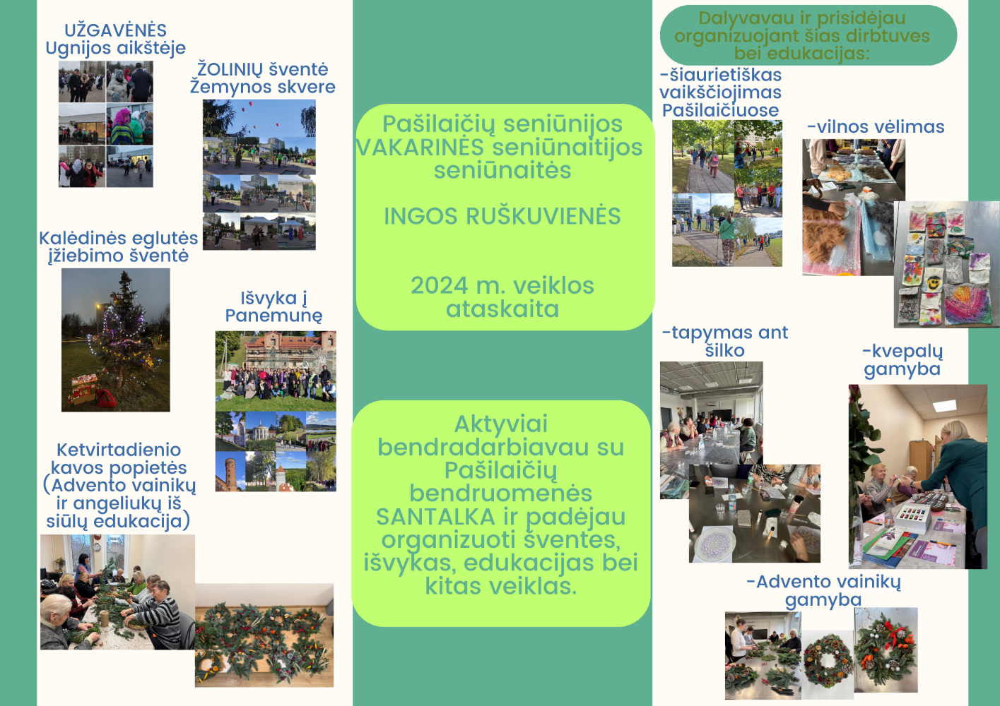 UŽGAVĖNĖS
Ugnijos aikštėje
ŽOLINIŲ šventė
Žemynos skvere
Kalėdinės eglutės
įžiebimo šventė
Išvyka į
Panemunę
Ketvirtadienio
kavos popietės
(Advento vainikų
ir angeliukų iš
siūlų edukacija)
Pašilaičių seniūnijos
VAKARINĖS seniūnaitijos
seniūnaitės
INGOS RUŠKUVIENĖS
2024 m. veiklos
ataskaita
Aktyviai
bendradarbiavau su
Pašilaičių
bendruomenės
SANTALKA ir padėjau
organizuoti šventes,
išvykas, edukacijas bei
kitas veiklas.
Dalyvavau ir prisidėjau
organizuojant šias dirbtuves
bei edukacijas:
-šiaurietiškas
vaikščiojimas
Pašilaičiuose
-vilnos vėlimas
-tapymas ant
šilko
-kvepalų
gamyba
-Advento vainikų
gamyba